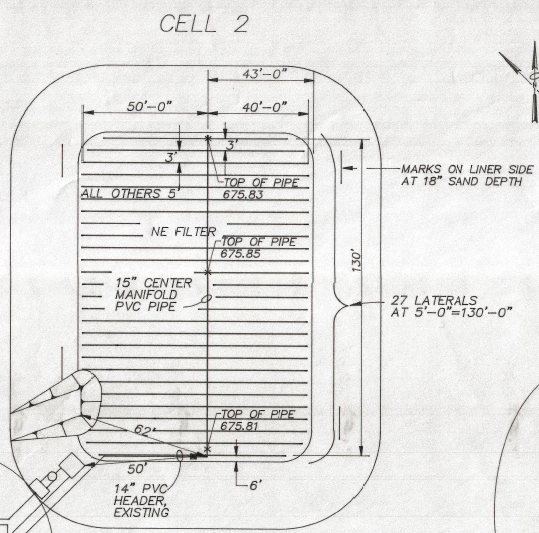 CELL 2
43'-0"
50'-0"
40'-0"
3'
3'
ALL OTHERS 5'
TOP OF PIPE
675.83
MARKS ON LINER SIDE
AT 18" SAND DEPTH
NE FILTER
TOP OF PIPE
675.85
130'
15" CENTER
MANIFOLD
PVC PIPE
27 LATERALS
AT 5'-0"=130'-0"
TOP OF PIPE
675.81
62'
50'
6'
14" PVC
HEADER,
EXISTING